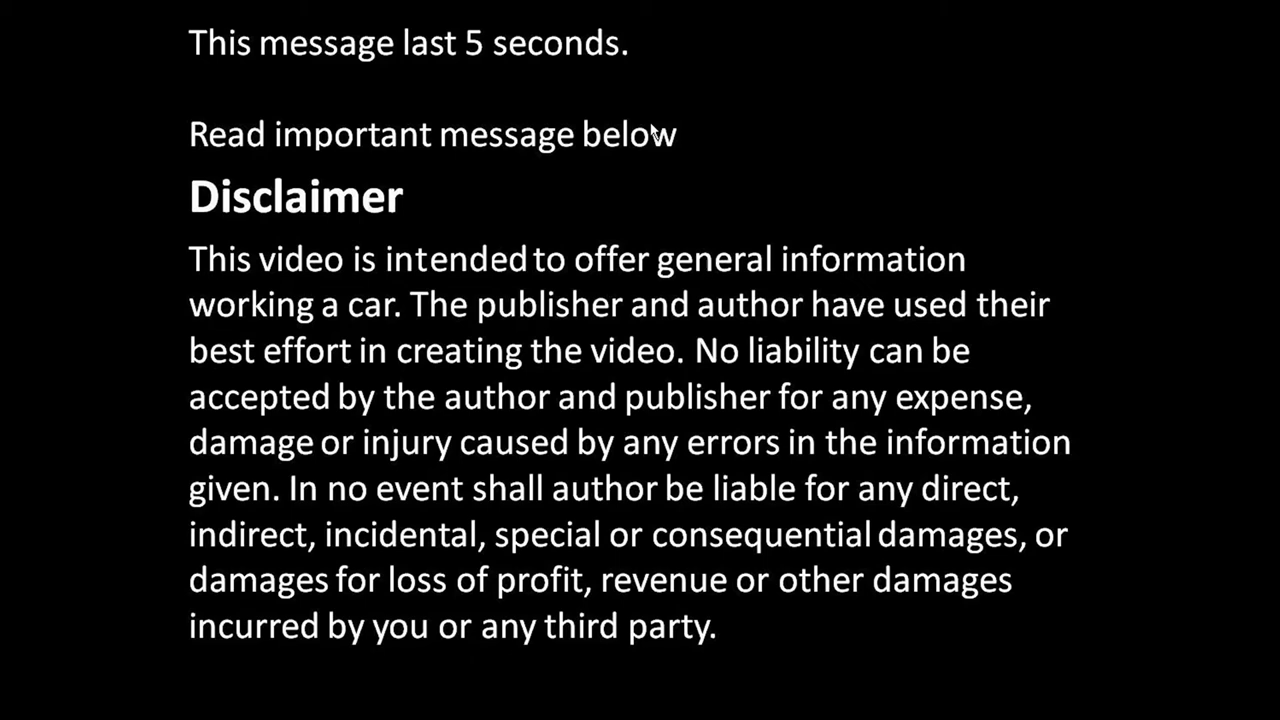 This message last 5 seconds.
Read important message below
Disclaimer
This video is intended to offer general information
working a car. The publisher and author have used their
best effort in creating the video. No liability can be
accepted by the author and publisher for any expense,
damage or injury caused by any errors in the information
given. In no event shall author be liable for any direct,
indirect, incidental, special or consequential damages, or
damages for loss of profit, revenue or other damages
incurred by you or any third party.